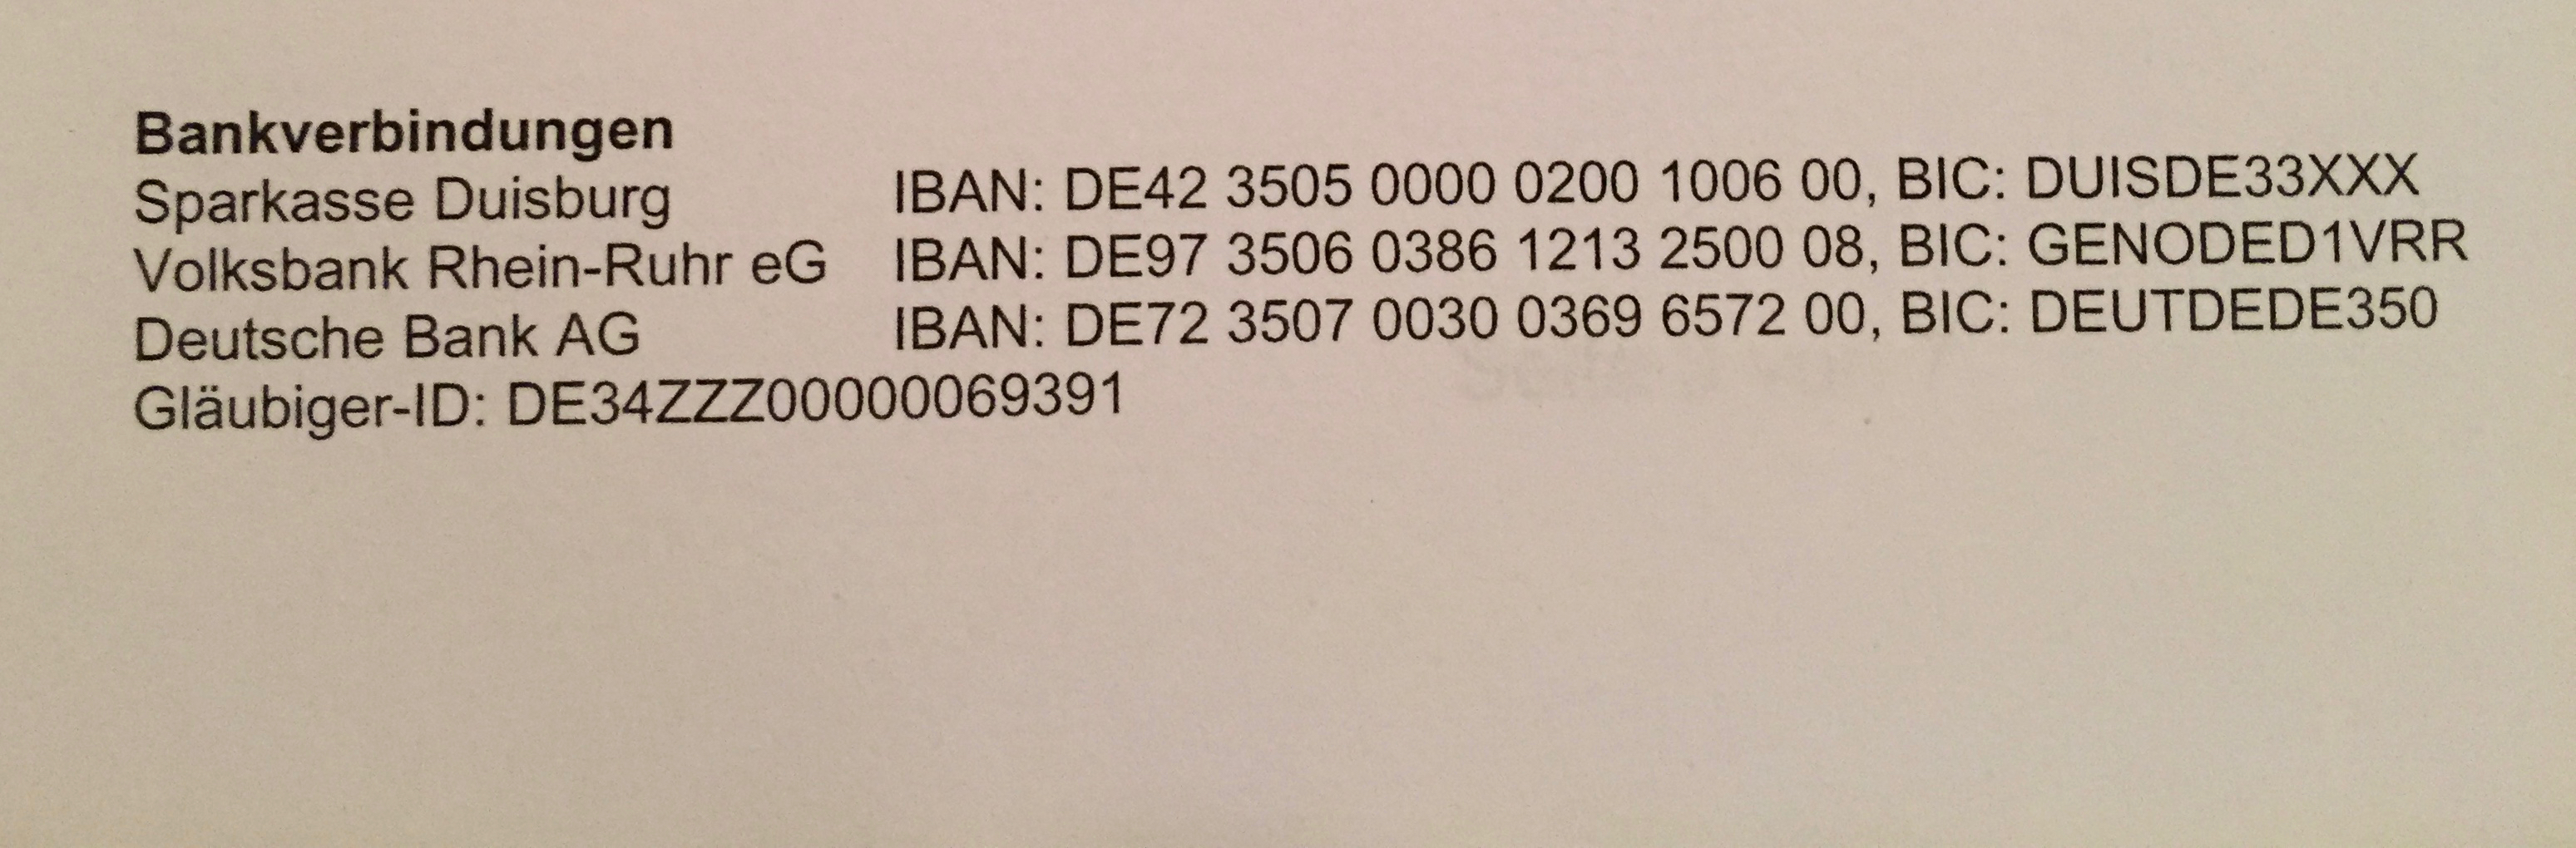 Bankverbindungen
Sparkasse Duisburg IBAN: DE42 3505 0000 0200 1006 00, BIC: DUISDE33XXX
Volksbank Rhein-Ruhr eG IBAN: DE97 3506 0386 1213 2500 08, BIC: GENODED1VRR
Deutsche Bank AG IBAN: DE72 3507 0030 0369 6572 00, BIC: DEUTDEDE350
Gläubiger-ID: DE34ZZZ00000069391